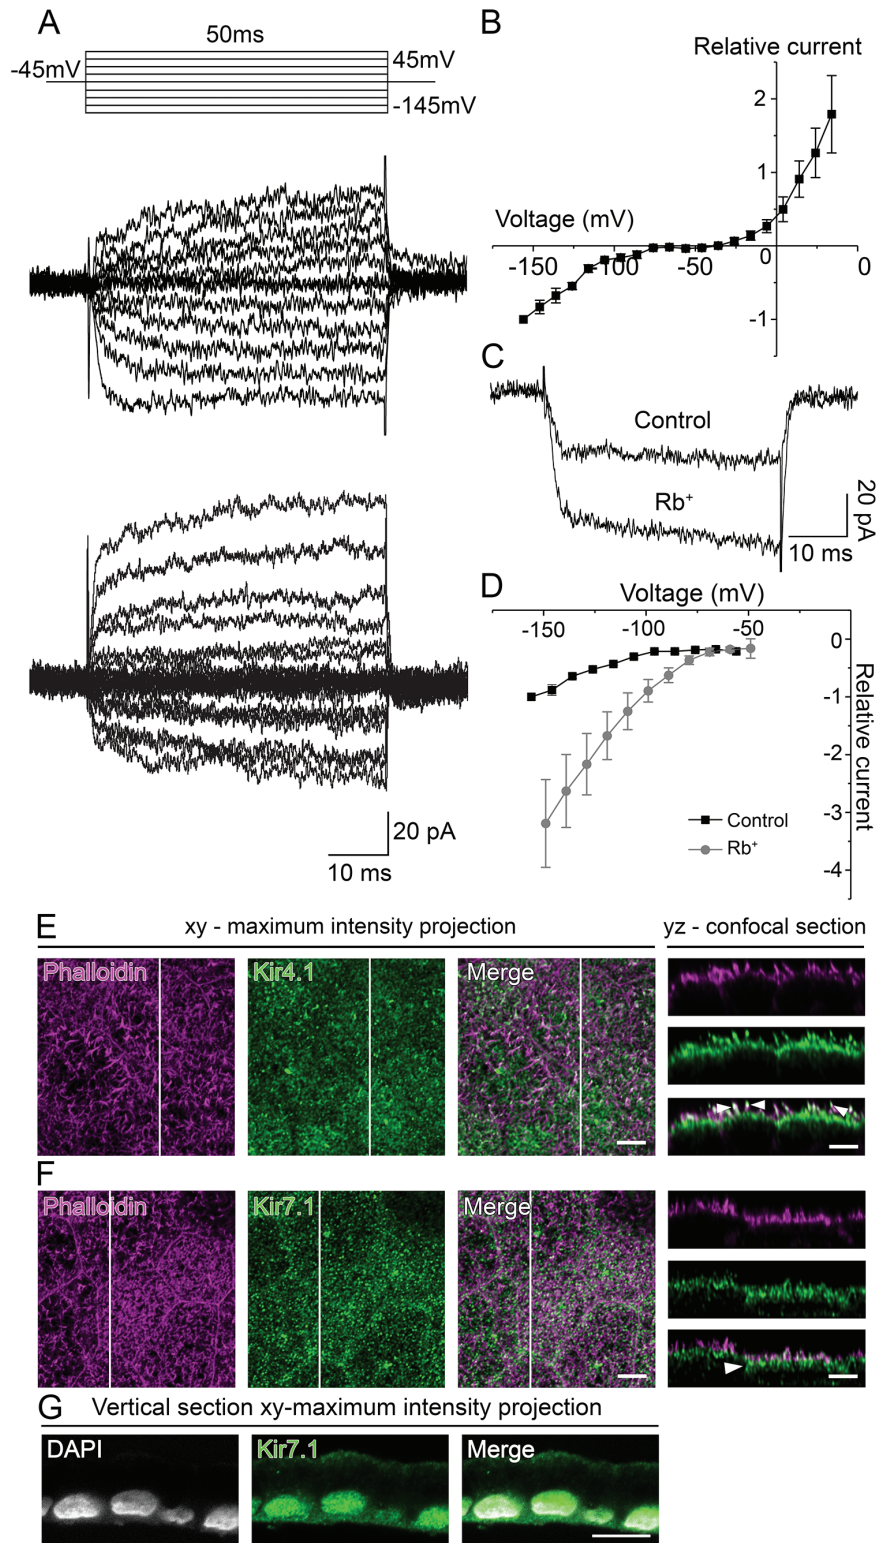 A
50ms
-45mV
45mV
-145mV
20 pA
10 ms
B
Relative current
2
1
Voltage (mV)
-150
-100
-50
0
0
-1
C
Control
Rb+
20 pA
10 ms
D
Voltage (mV)
-150
-100
-50
0
-1
-2
-3
-4
Relative current
Control
Rb+
E
xy - maximum intensity projection
yz - confocal section
Phalloidin
Kir4.1
Merge
F
Phalloidin
Kir7.1
Merge
G
Vertical section xy-maximum intensity projection
DAPI
Kir7.1
Merge